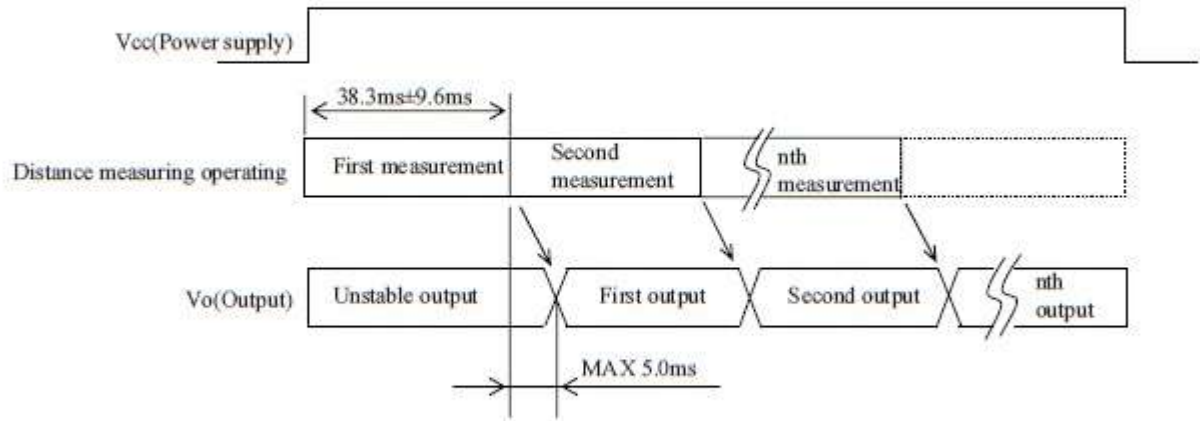 Vcc(Power supply)
38.3ms±9.6ms
Distance measuring operating
First measurement
Second
measurement
nth
measurement
Vo(Output)
Unstable output
First output
Second output
nth
output
MAX 5.0ms